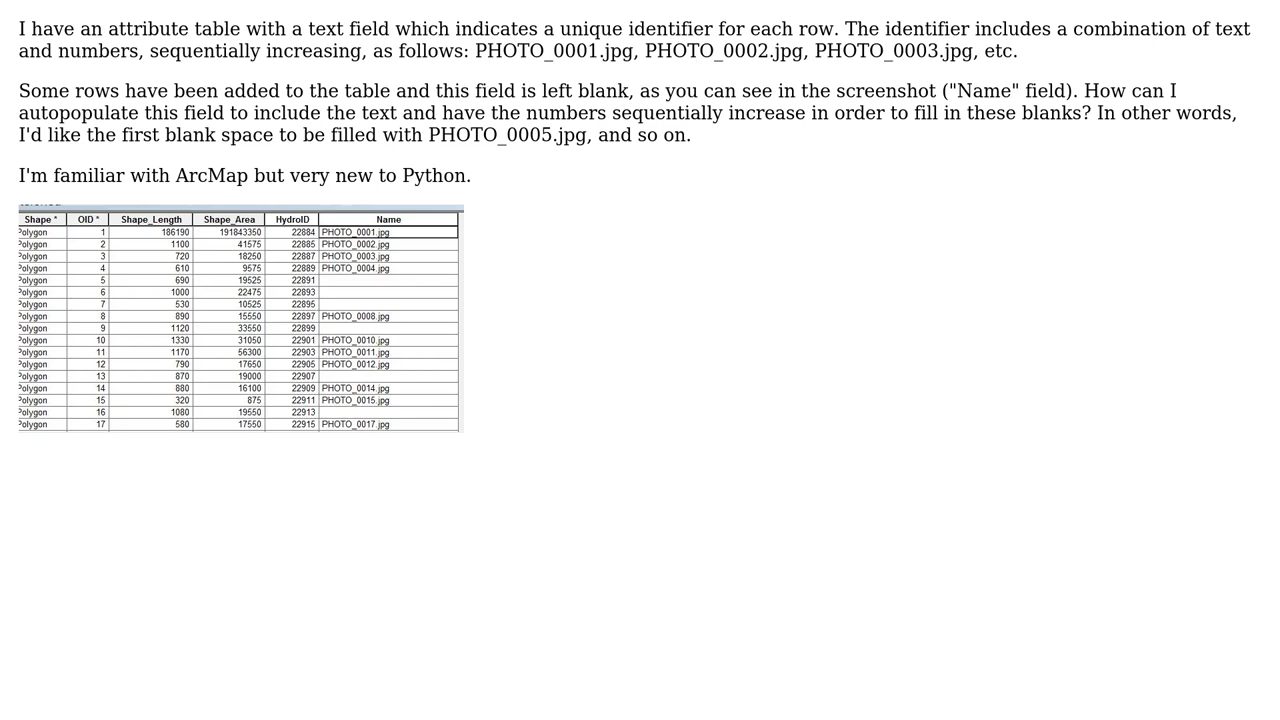 I have an attribute table with a text field which indicates a unique identifier for each row. The identifier includes a combination of text
and numbers, sequentially increasing, as follows: PHOTO_0001.jpg, PHOTO_0002.jpg, PHOTO_0003.jpg, etc.
Some rows have been added to the table and this field is left blank, as you can see in the screenshot ("Name" field). How can I
autopopulate this field to include the text and have the numbers sequentially increase in order to fill in these blanks? In other words,
I'd like the first blank space to be filled with PHOTO_0005.jpg, and so on.
I'm familiar with ArcMap but very new to Python.
Shape * OID * Shape_Length Shape_Area HydroID Name
Polygon 1 186190 191843350 22884 PHOTO_0001.jpg
Polygon 2 1100 41575 22885 PHOTO_0002.jpg
Polygon 3 720 18250 22887 PHOTO_0003.jpg
Polygon 4 610 9575 22889 PHOTO_0004.jpg
Polygon 5 690 19525 22891
Polygon 6 1000 22475 22893
Polygon 7 530 10525 22895
Polygon 8 890 15550 22897 PHOTO_0008.jpg
Polygon 9 1120 33550 22899
Polygon 10 1330 31050 22901 PHOTO_0010.jpg
Polygon 11 1170 56300 22903 PHOTO_0011.jpg
Polygon 12 790 17650 22905 PHOTO_0012.jpg
Polygon 13 870 19000 22907
Polygon 14 880 16100 22909 PHOTO_0014.jpg
Polygon 15 320 875 22911 PHOTO_0015.jpg
Polygon 16 1080 19550 22913
Polygon 17 580 17550 22915 PHOTO_0017.jpg